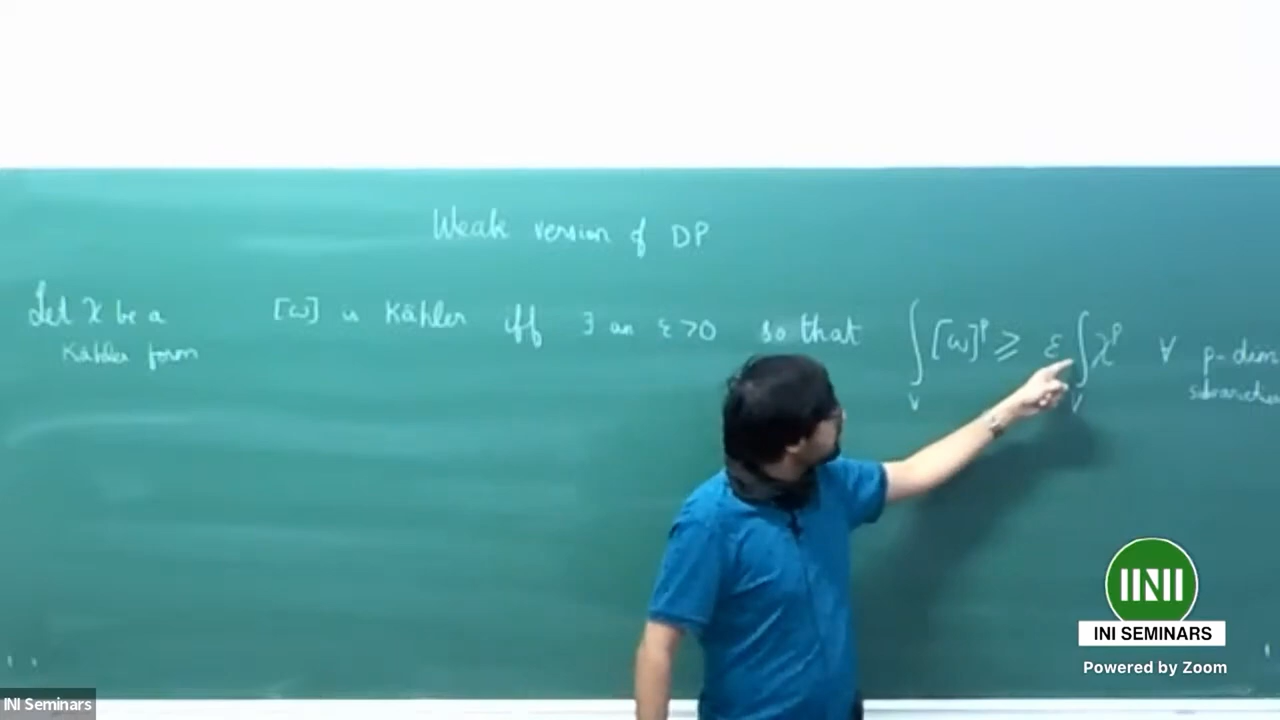 Weak version of DP
Let χ be a Kähler form
[ω] is Kähler iff ∃ an ε >0 so that ∫_V [ω]^p ⩾ ε ∫_V χ^p ∀ p-dim
INI SEMINARS
Powered by Zoom
INI Seminars